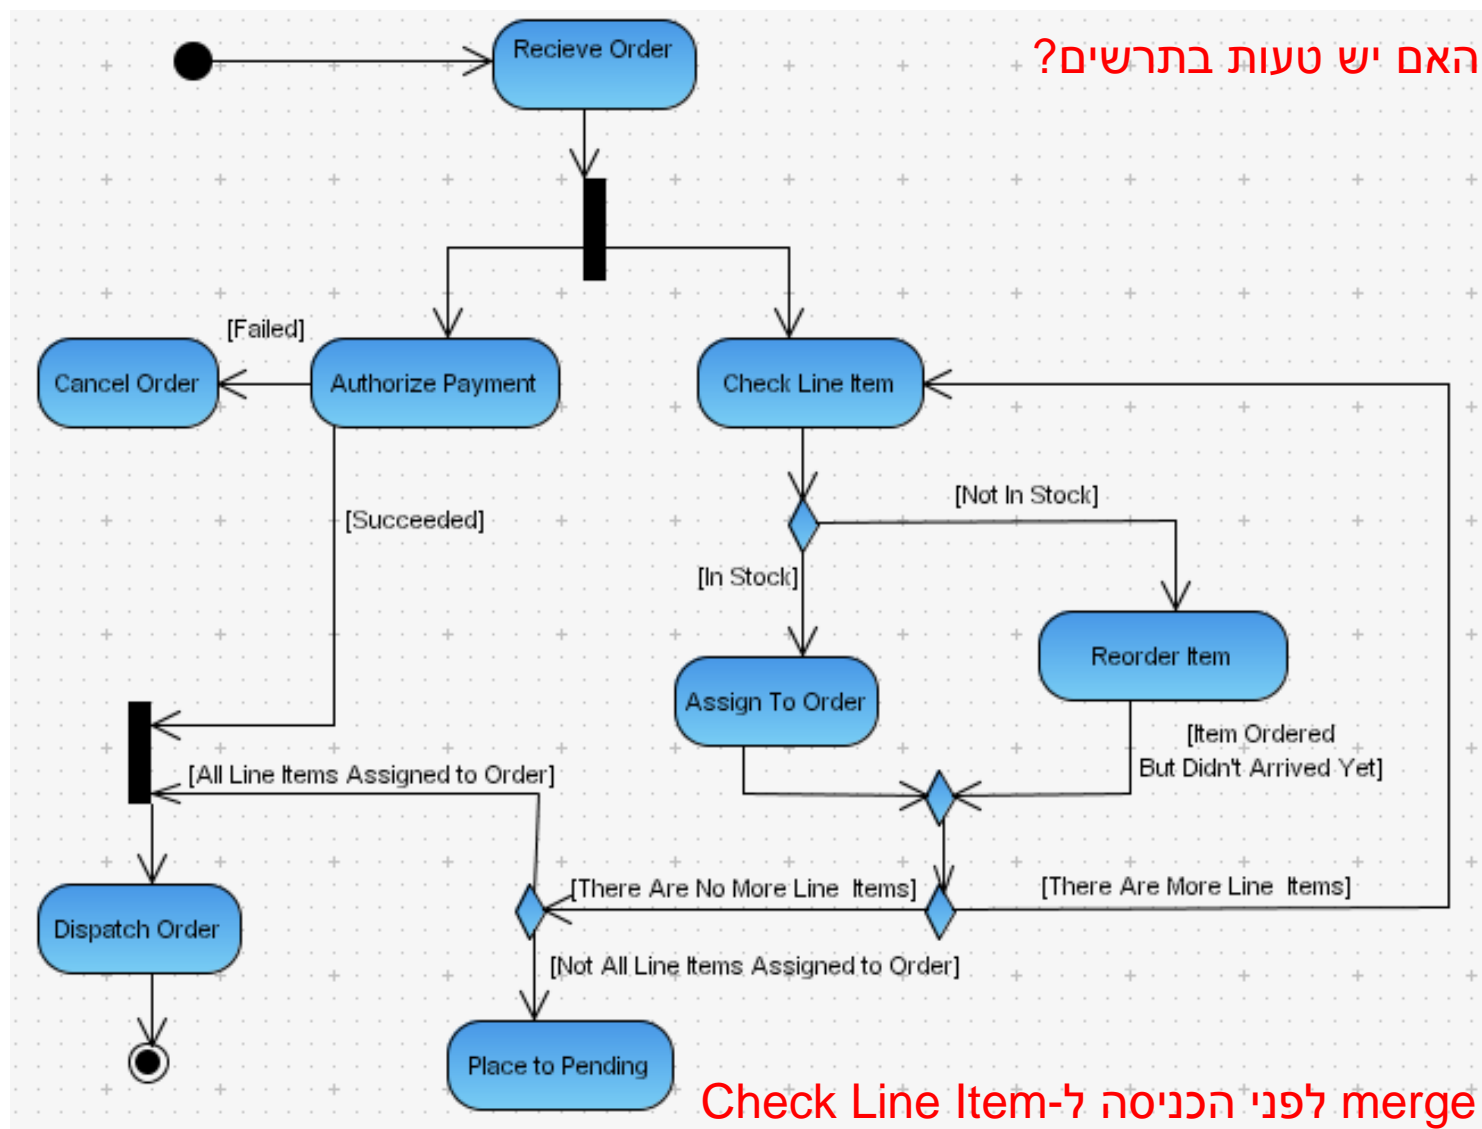 Recieve Order
האם יש טעות בתרשים?
[Failed]
Cancel Order
Authorize Payment
Check Line Item
[Succeeded]
[Not In Stock]
[In Stock]
Reorder Item
Assign To Order
[Item Ordered
But Didn't Arrived Yet]
[All Line Items Assigned to Order]
[There Are No More Line Items]
[There Are More Line Items]
Dispatch Order
[Not All Line Items Assigned to Order]
Place to Pending
merge לפני הכניסה ל-Check Line Item